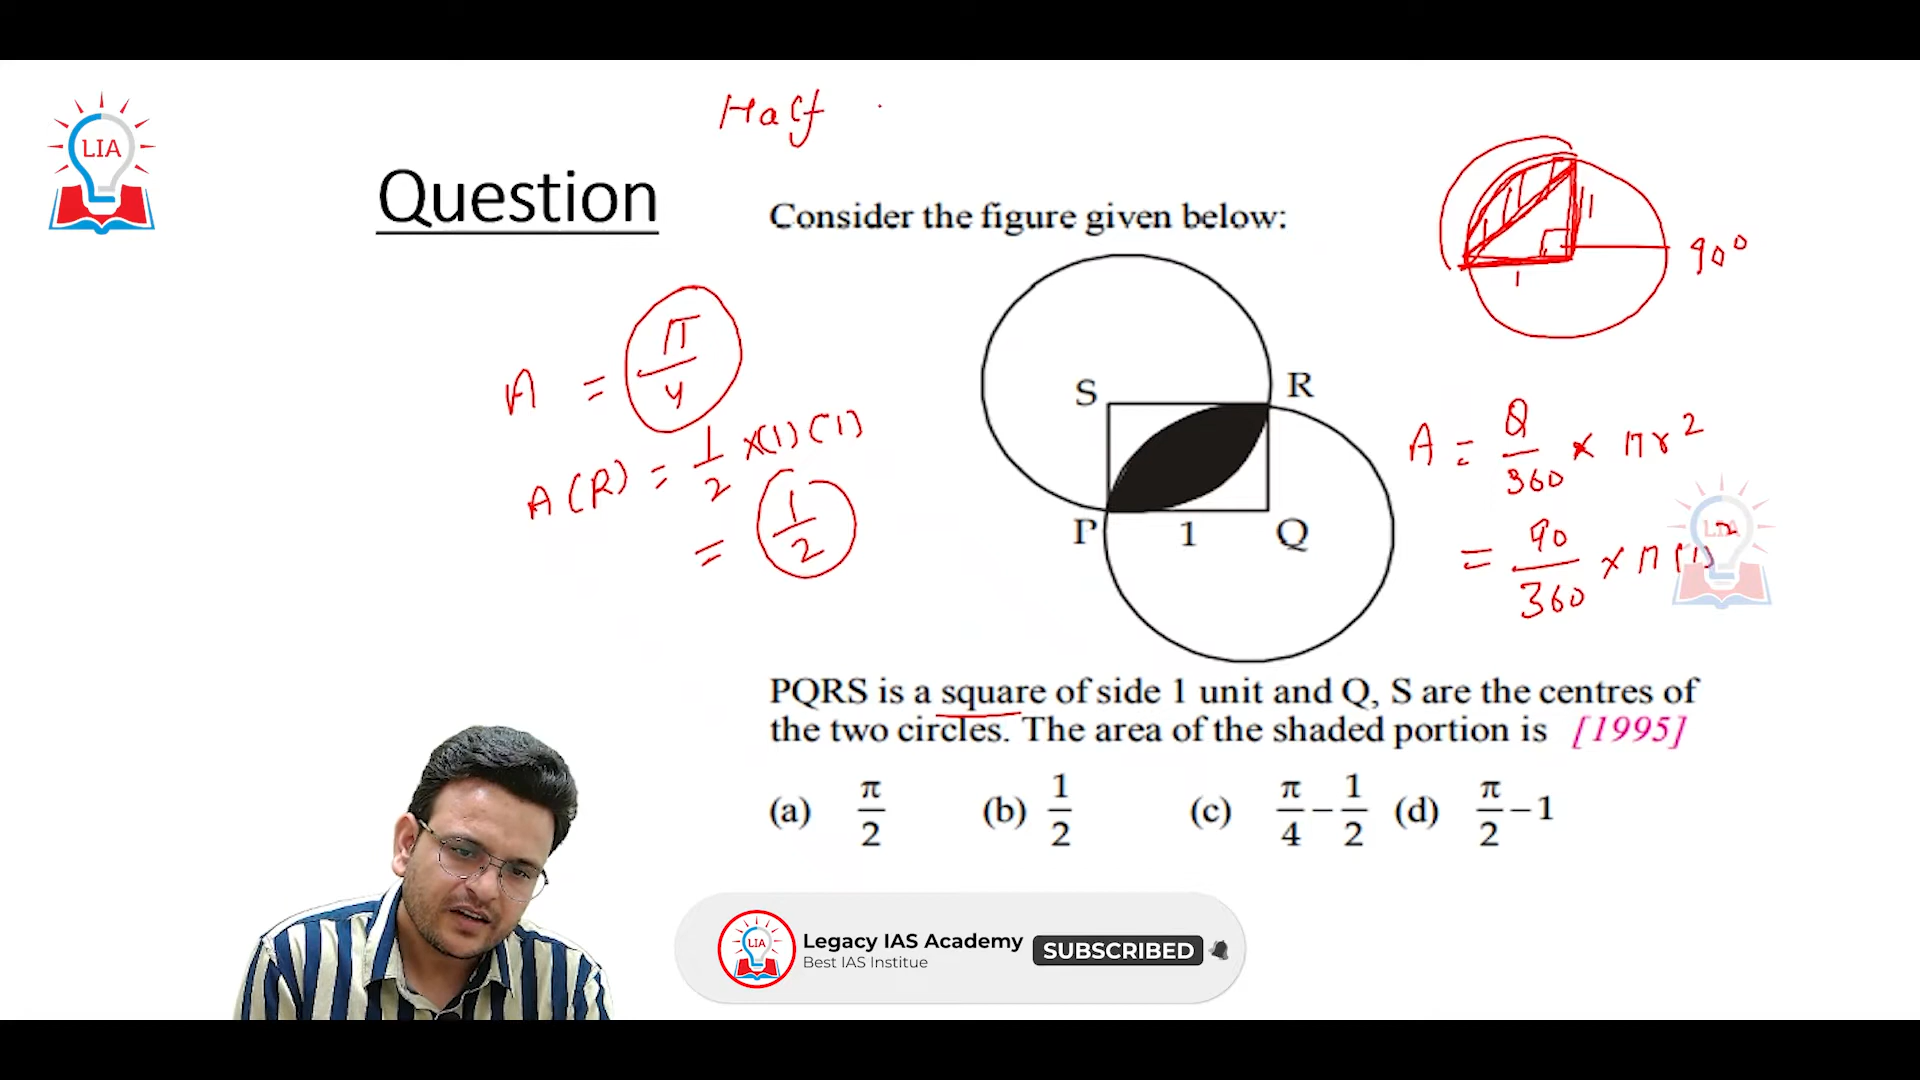 LIA
Half
Question
Consider the figure given below:
1
1
90°
A = π/4
A(R) = 1/2 ×(1)(1)
= 1/2
S
R
P
1
Q
A = Q/360 × πr²
= 90/360 × π(1)²
LIA
PQRS is a square of side 1 unit and Q, S are the centres of
the two circles. The area of the shaded portion is [1995]
(a) π/2 (b) 1/2 (c) π/4 – 1/2 (d) π/2 – 1
LIA
Legacy IAS Academy
Best IAS Institue
SUBSCRIBED